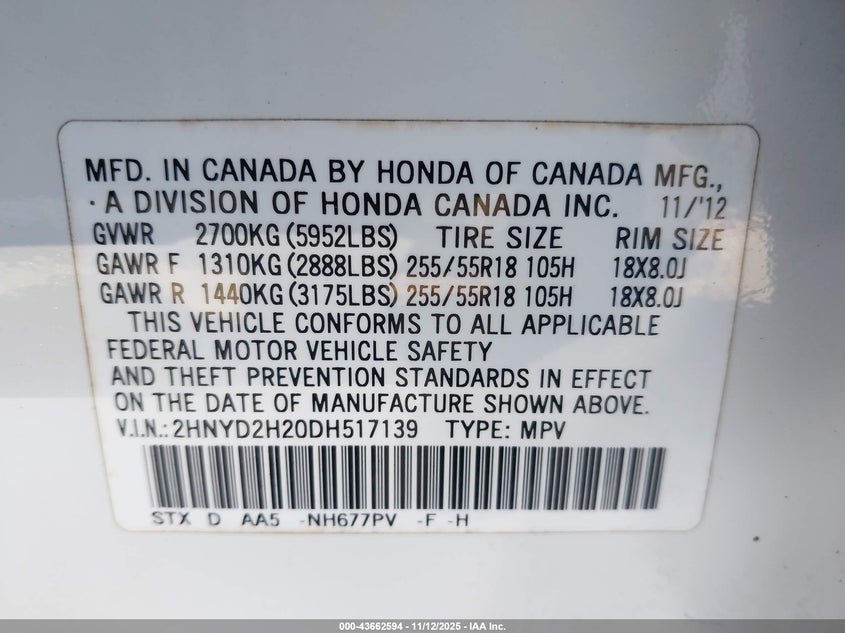 MFD. IN CANADA BY HONDA OF CANADA MFG.,
· A DIVISION OF HONDA CANADA INC. 11/'12
GVWR 2700KG (5952LBS) TIRE SIZE RIM SIZE
GAWR F 1310KG (2888LBS) 255/55R18 105H 18X8.0J
GAWR R 1440KG (3175LBS) 255/55R18 105H 18X8.0J
THIS VEHICLE CONFORMS TO ALL APPLICABLE
FEDERAL MOTOR VEHICLE SAFETY
AND THEFT PREVENTION STANDARDS IN EFFECT
ON THE DATE OF MANUFACTURE SHOWN ABOVE.
V.I.N.: 2HNYD2H20DH517139 TYPE: MPV
STX D AA5 -NH677PV -F -H
000-43662594 - 11/12/2025 - IAA Inc.